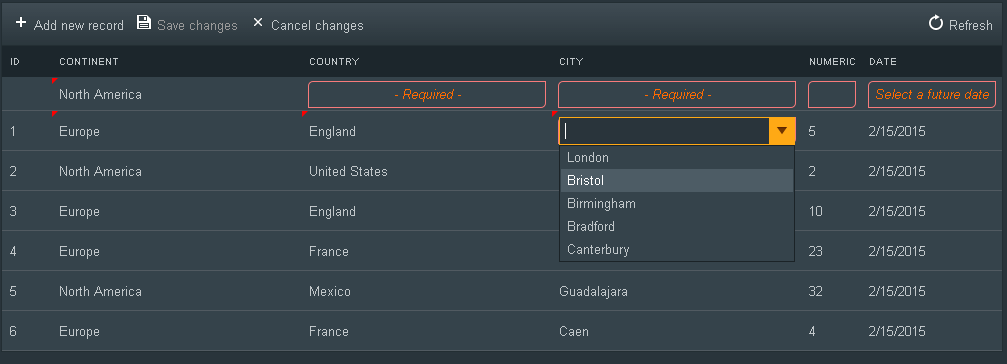 Add new record Save changes Cancel changes Refresh
ID CONTINENT COUNTRY CITY NUMERIC DATE
North America - Required - - Required - Select a future date
1 Europe England 5 2/15/2015
London
2 North America United States 2 2/15/2015
Bristol
Birmingham
3 Europe England 10 2/15/2015
Bradford
4 Europe France 23 2/15/2015
Canterbury
5 North America Mexico Guadalajara 32 2/15/2015
6 Europe France Caen 4 2/15/2015